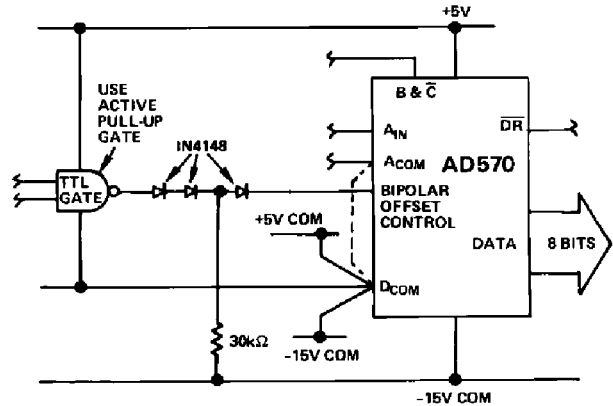 +5V
USE
ACTIVE
PULL-UP
GATE
IN4148
TTL
GATE
B & C̅
A_IN
A_COM
AD570
D̅R̅
BIPOLAR
OFFSET
CONTROL
+5V COM
DATA
8 BITS
D_COM
30kΩ
-15V COM
-15V COM